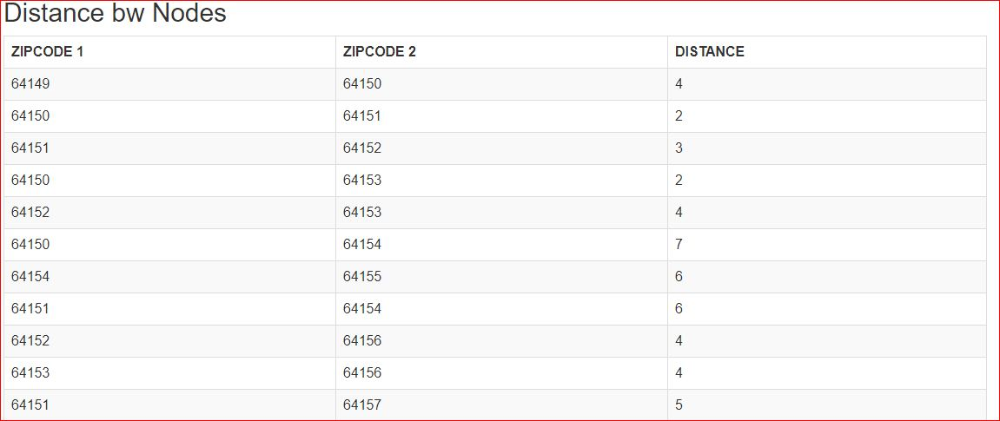 Distance bw Nodes
ZIPCODE 1 ZIPCODE 2 DISTANCE
64149 64150 4
64150 64151 2
64151 64152 3
64150 64153 2
64152 64153 4
64150 64154 7
64154 64155 6
64151 64154 6
64152 64156 4
64153 64156 4
64151 64157 5